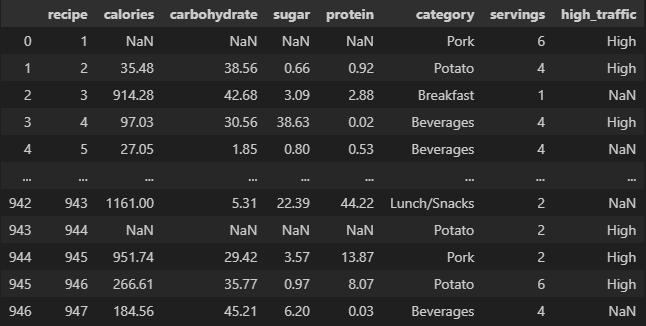 recipe calories carbohydrate sugar protein category servings high_traffic
0 1 NaN NaN NaN NaN Pork 6 High
1 2 35.48 38.56 0.66 0.92 Potato 4 High
2 3 914.28 42.68 3.09 2.88 Breakfast 1 NaN
3 4 97.03 30.56 38.63 0.02 Beverages 4 High
4 5 27.05 1.85 0.80 0.53 Beverages 4 NaN
... ... ... ... ... ... ... ... ...
942 943 1161.00 5.31 22.39 44.22 Lunch/Snacks 2 NaN
943 944 NaN NaN NaN NaN Potato 2 High
944 945 951.74 29.42 3.57 13.87 Pork 2 High
945 946 266.61 35.77 0.97 8.07 Potato 6 High
946 947 184.56 45.21 6.20 0.03 Beverages 4 NaN